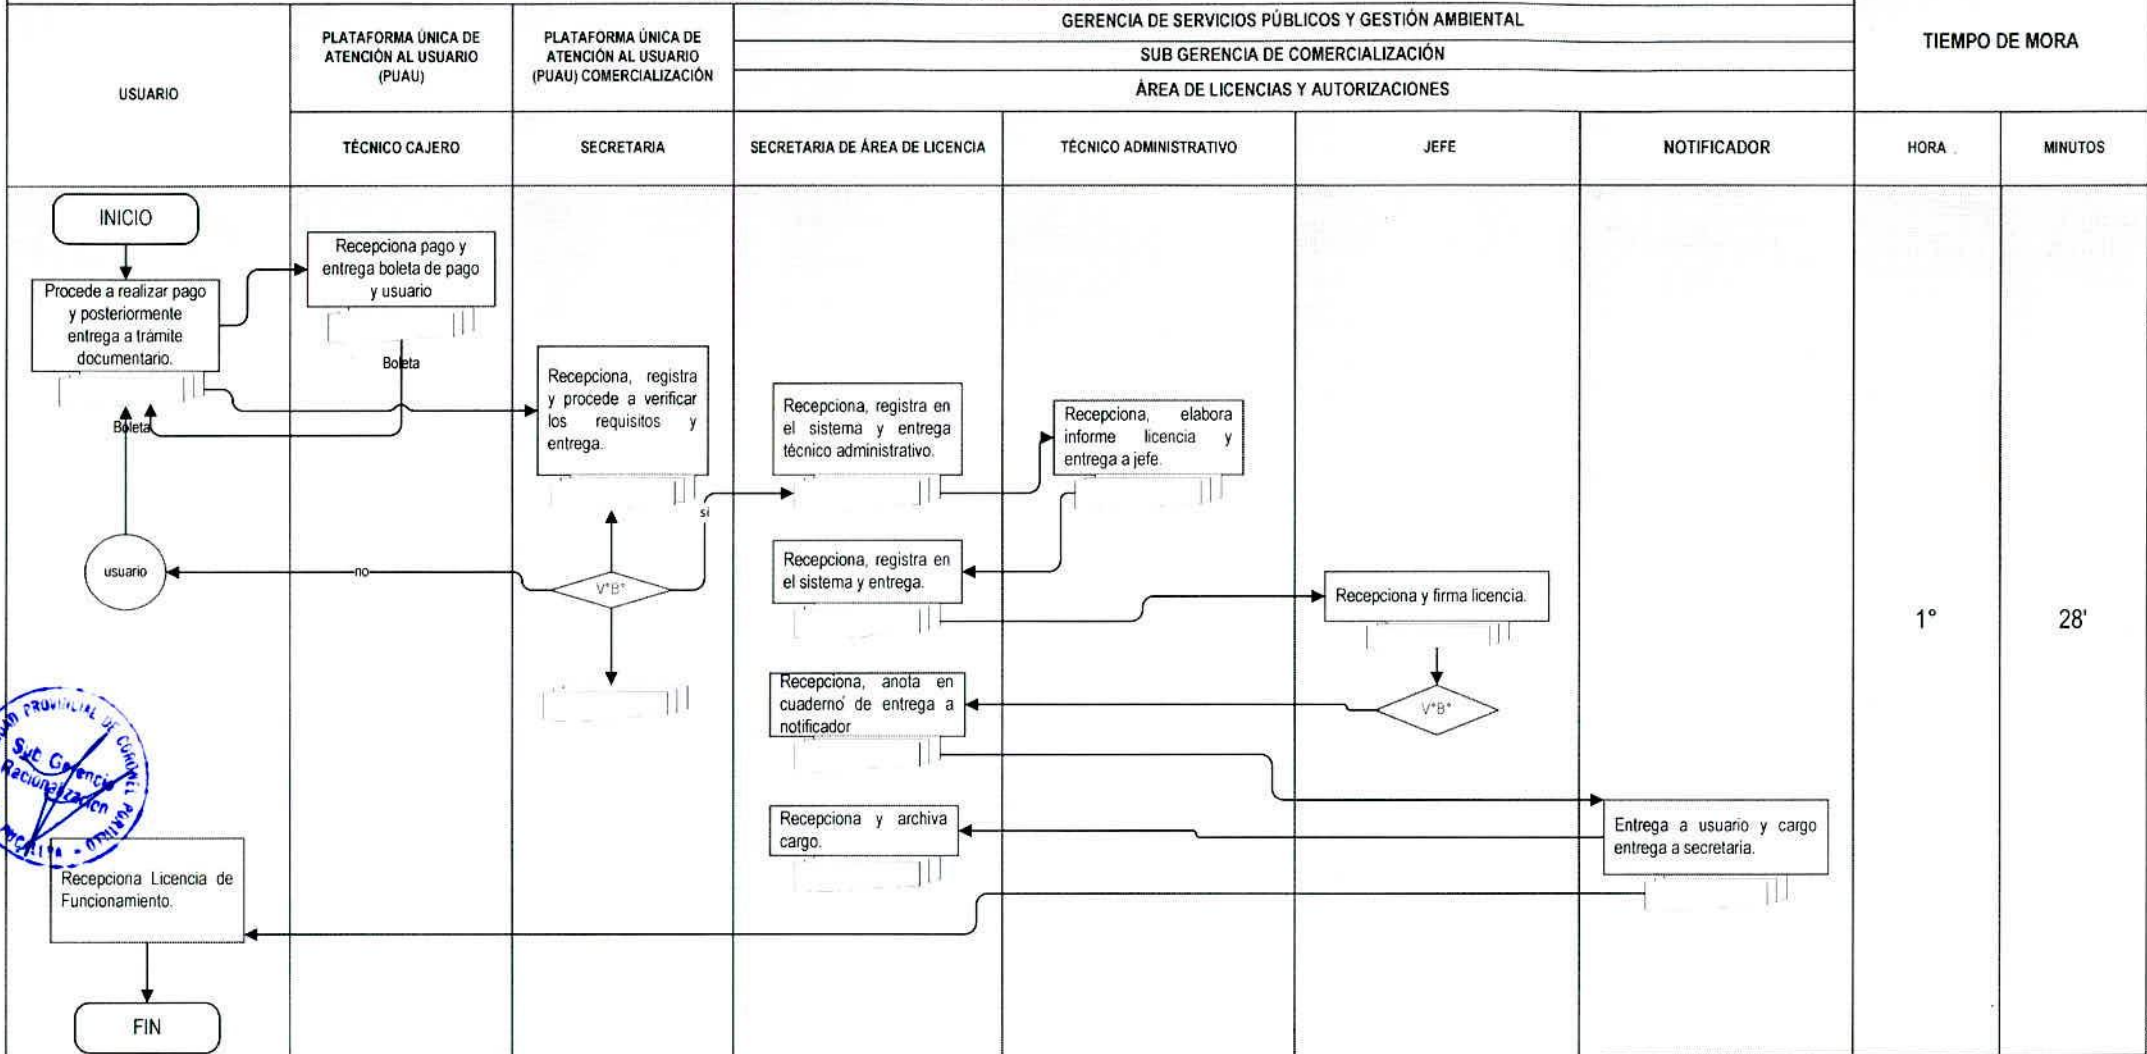 GERENCIA DE SERVICIOS PÚBLICOS Y GESTIÓN AMBIENTAL
SUB GERENCIA DE COMERCIALIZACIÓN
ÁREA DE LICENCIAS Y AUTORIZACIONES
TIEMPO DE MORA
USUARIO
PLATAFORMA ÚNICA DE
ATENCIÓN AL USUARIO
(PUAU)
PLATAFORMA ÚNICA DE
ATENCIÓN AL USUARIO
(PUAU) COMERCIALIZACIÓN
TÉCNICO CAJERO
SECRETARIA
SECRETARIA DE ÁREA DE LICENCIA
TÉCNICO ADMINISTRATIVO
JEFE
NOTIFICADOR
HORA
MINUTOS
INICIO
Procede a realizar pago
y posteriormente
entrega a trámite
documentario.
Recepciona pago y
entrega boleta de pago
y usuario
Boleta
Boleta
Recepciona, registra
y procede a verificar
los requisitos y
entrega.
Recepciona, registra en
el sistema y entrega
técnico administrativo.
Recepciona, elabora
informe licencia y
entrega a jefe.
si
usuario
no
V°B°
Recepciona, registra en
el sistema y entrega.
Recepciona y firma licencia.
1°
28'
V°B°
Recepciona, anota en
cuaderno de entrega a
notificador
Recepciona y archiva
cargo.
Entrega a usuario y cargo
entrega a secretaria.
PROVINCIAL DE CORONEL PORTILLO
Sub Gerencia
Racionalización
Recepciona Licencia de
Funcionamiento.
FIN